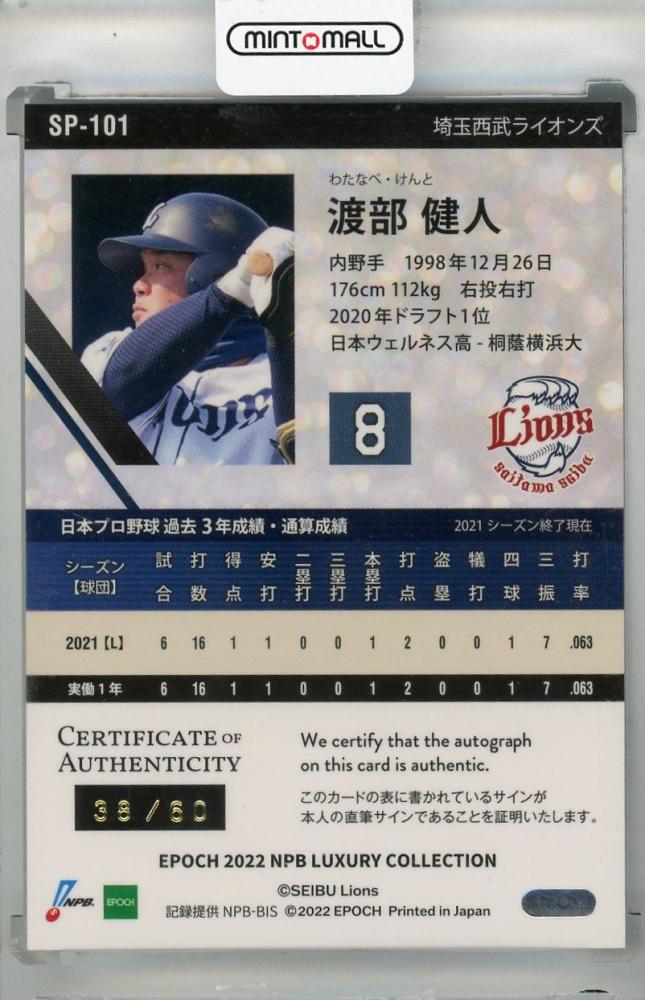 MINT MALL
SP-101 埼玉西武ライオンズ
わたなべ・けんと
渡部 健人
内野手 1998年12月26日
176cm 112kg 右投右打
2020年ドラフト1位
日本ウェルネス高 - 桐蔭横浜大
8
Lions
Saitama Seibu
日本プロ野球 過去 3年成績・通算成績 2021 シーズン終了現在
シーズン【球団】 試合 打数 得点 安打 二塁打 三塁打 本塁打 打点 盗塁 犠打 四球 三振 打率
2021【L】 6 16 1 1 0 0 1 2 0 0 1 7 .063
実働1年 6 16 1 1 0 0 1 2 0 0 1 7 .063
CERTIFICATE OF
AUTHENTICITY
38/60
We certify that the autograph
on this card is authentic.
このカードの表に書かれているサインが
本人の直筆サインであることを証明いたします。
EPOCH 2022 NPB LUXURY COLLECTION
NPB. EPOCH
©SEIBU Lions
記録提供 NPB-BIS ©2022 EPOCH Printed in Japan